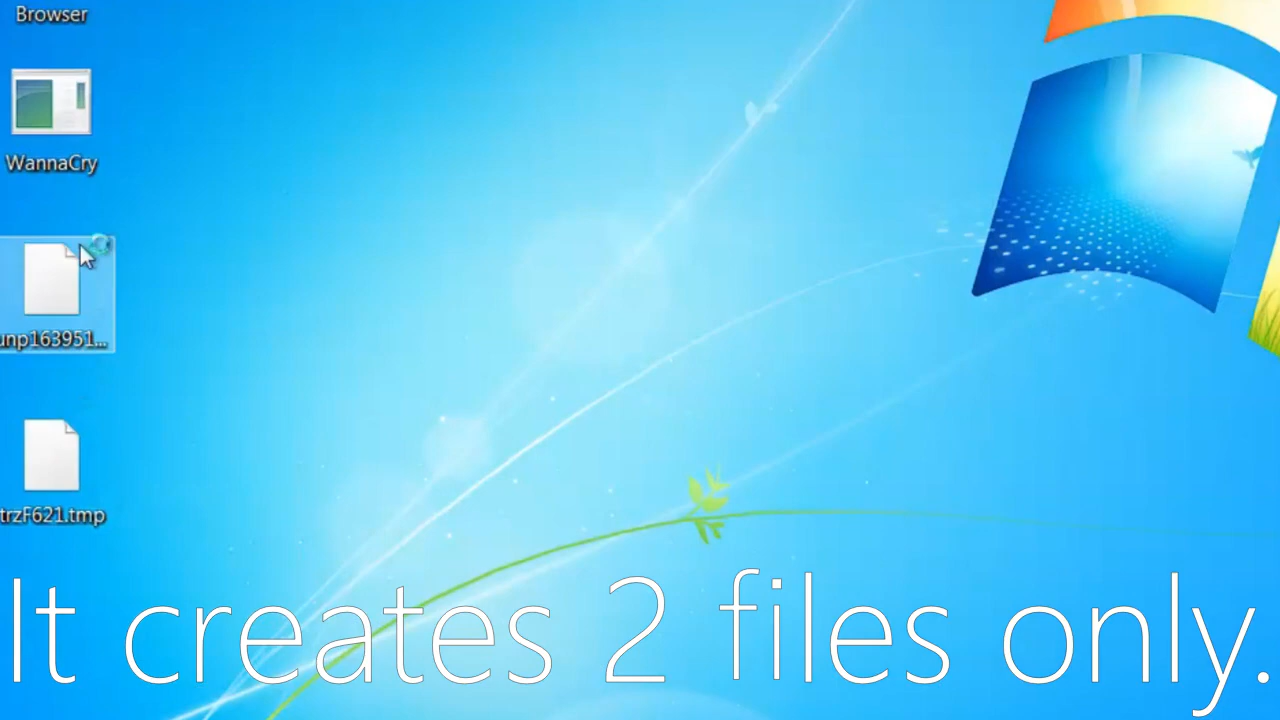 Browser
WannaCry
unp163951...
trzF621.tmp
It creates 2 files only.